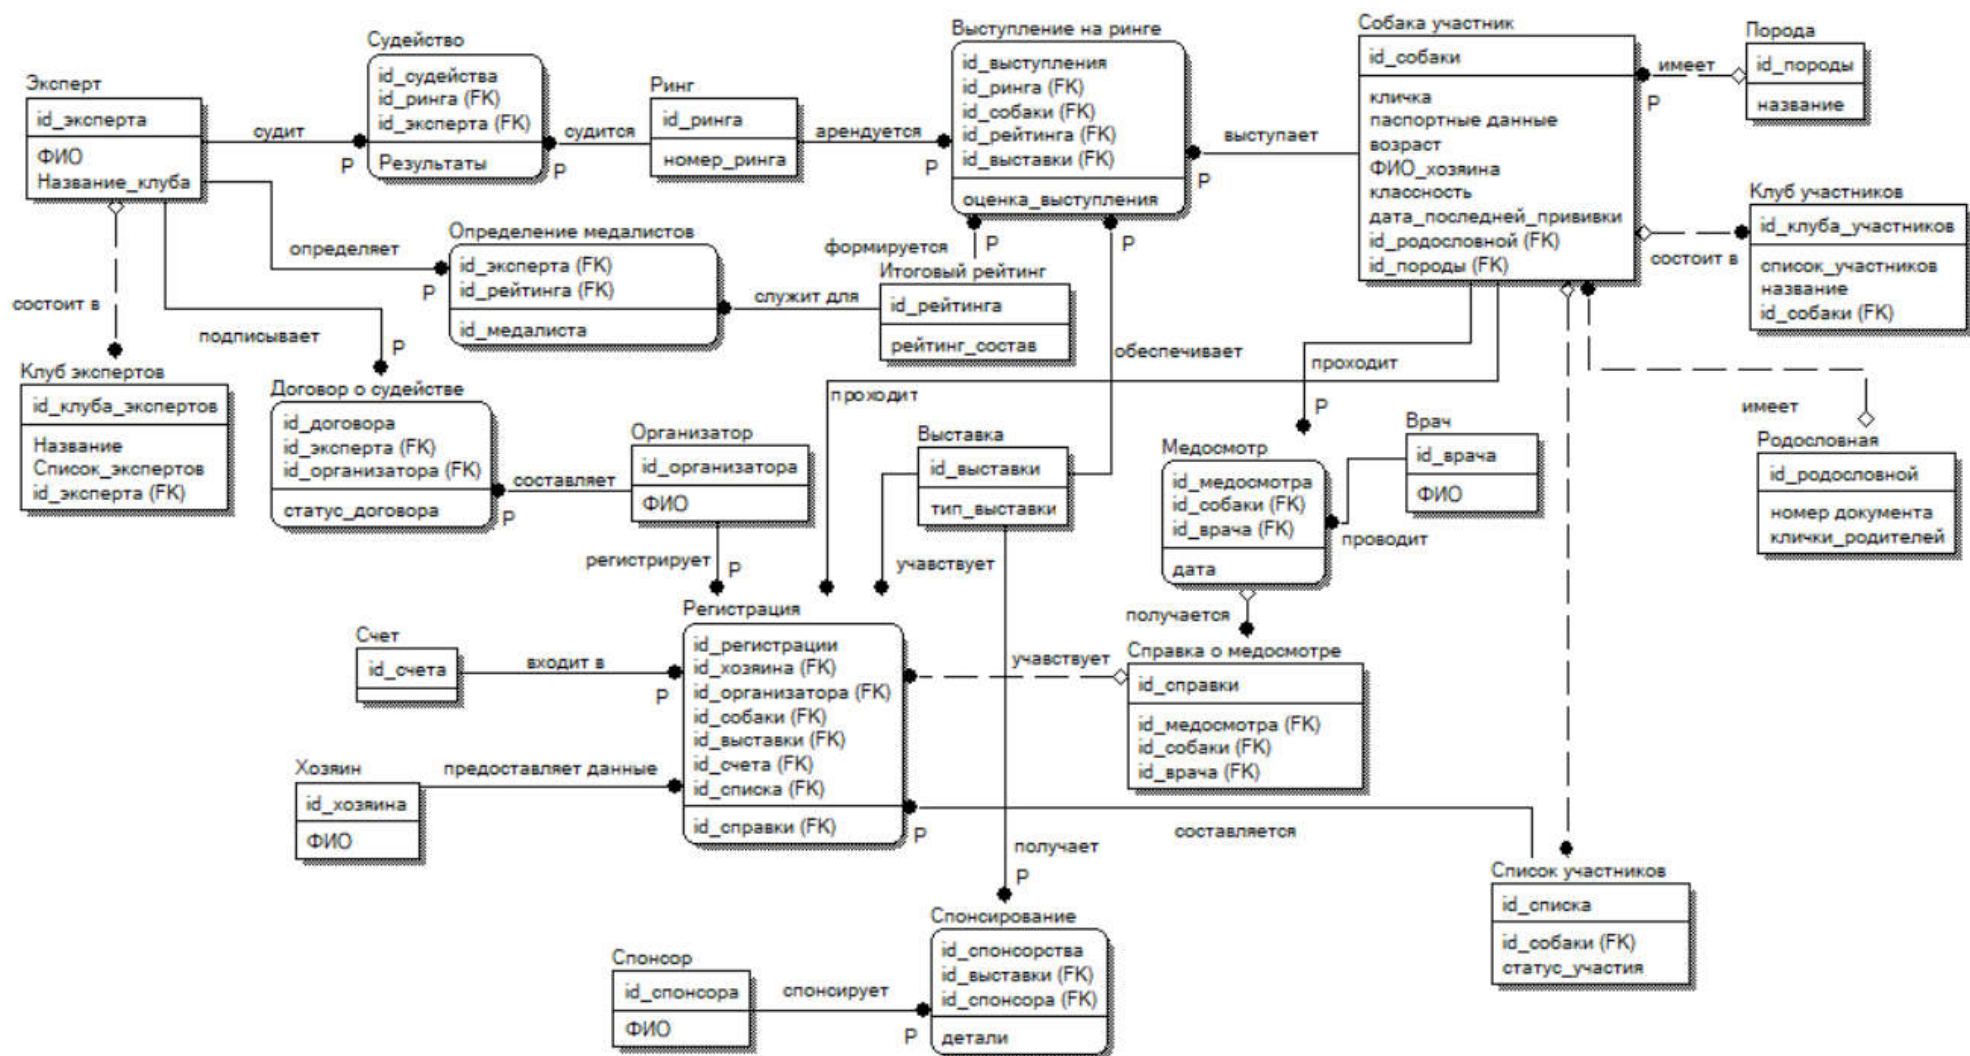 Эксперт
id_эксперта
ФИО
Название_клуба
судит
P
Судейство
id_судейства
id_ринга (FK)
id_эксперта (FK)
Результаты
судится
P
Ринг
id_ринга
номер_ринга
арендуется
P
Выступление на ринге
id_выступления
id_ринга (FK)
id_собаки (FK)
id_рейтинга (FK)
id_выставки (FK)
оценка_выступления
выступает
P
Собака участник
id_собаки
кличка
паспортные данные
возраст
ФИО_хозяина
классность
дата_последней_прививки
id_родословной (FK)
id_породы (FK)
имеет
P
Порода
id_породы
название
Клуб участников
id_клуба_участников
список_участников
название
id_собаки (FK)
состоит в
определяет
P
Определение медалистов
id_эксперта (FK)
id_рейтинга (FK)
id_медалиста
служит для
формируется
P
P
Итоговый рейтинг
id_рейтинга
рейтинг_состав
обеспечивает
состоит в
подписывает
P
Клуб экспертов
id_клуба_экспертов
Название
Список_экспертов
id_эксперта (FK)
Договор о судействе
id_договора
id_эксперта (FK)
id_организатора (FK)
статус_договора
составляет
P
Организатор
id_организатора
ФИО
регистрирует
P
проходит
Выставка
id_выставки
тип_выставки
учавствует
проходит
P
Медосмотр
id_медосмотра
id_собаки (FK)
id_врача (FK)
дата
Врач
id_врача
ФИО
проводит
имеет
Родословная
id_родословной
номер документа
клички_родителей
получается
Регистрация
id_регистрации
id_хозяина (FK)
id_организатора (FK)
id_собаки (FK)
id_выставки (FK)
id_счета (FK)
id_списка (FK)
id_справки (FK)
Счет
id_счета
входит в
P
учавствует
Справка о медосмотре
id_справки
id_медосмотра (FK)
id_собаки (FK)
id_врача (FK)
Хозяин
id_хозяина
ФИО
предоставляет данные
P
составляется
получает
P
Список участников
id_списка
id_собаки (FK)
статус_участия
Спонсор
id_спонсора
ФИО
спонсирует
P
Спонсирование
id_спонсорства
id_выставки (FK)
id_спонсора (FK)
детали